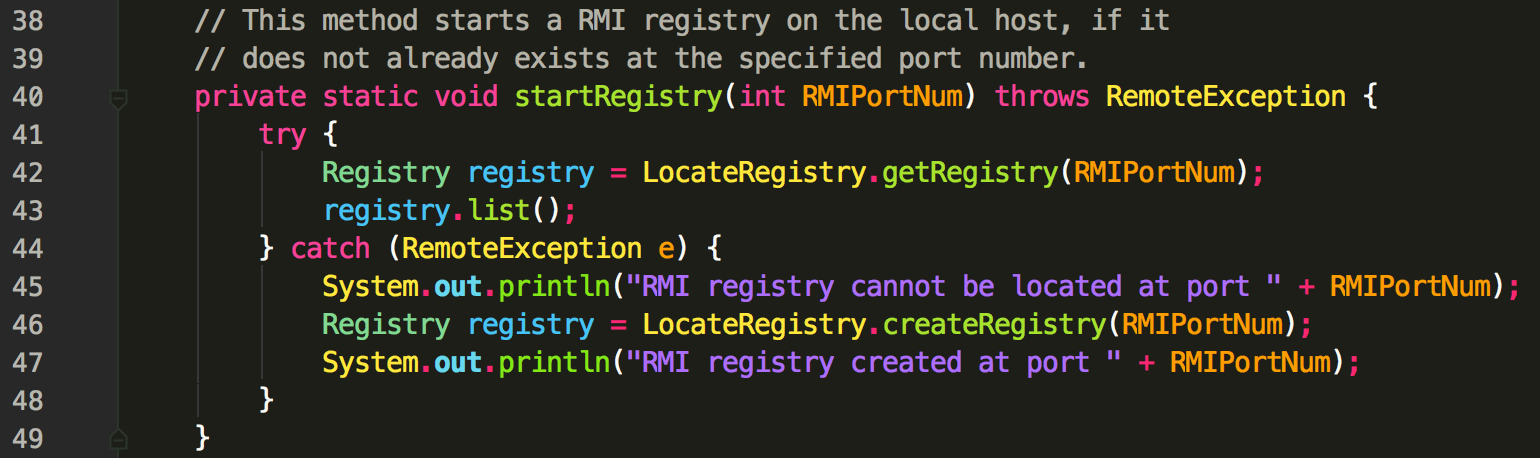 38 // This method starts a RMI registry on the local host, if it
39 // does not already exists at the specified port number.
40 private static void startRegistry(int RMIPortNum) throws RemoteException {
41 try {
42 Registry registry = LocateRegistry.getRegistry(RMIPortNum);
43 registry.list();
44 } catch (RemoteException e) {
45 System.out.println("RMI registry cannot be located at port " + RMIPortNum);
46 Registry registry = LocateRegistry.createRegistry(RMIPortNum);
47 System.out.println("RMI registry created at port " + RMIPortNum);
48 }
49 }